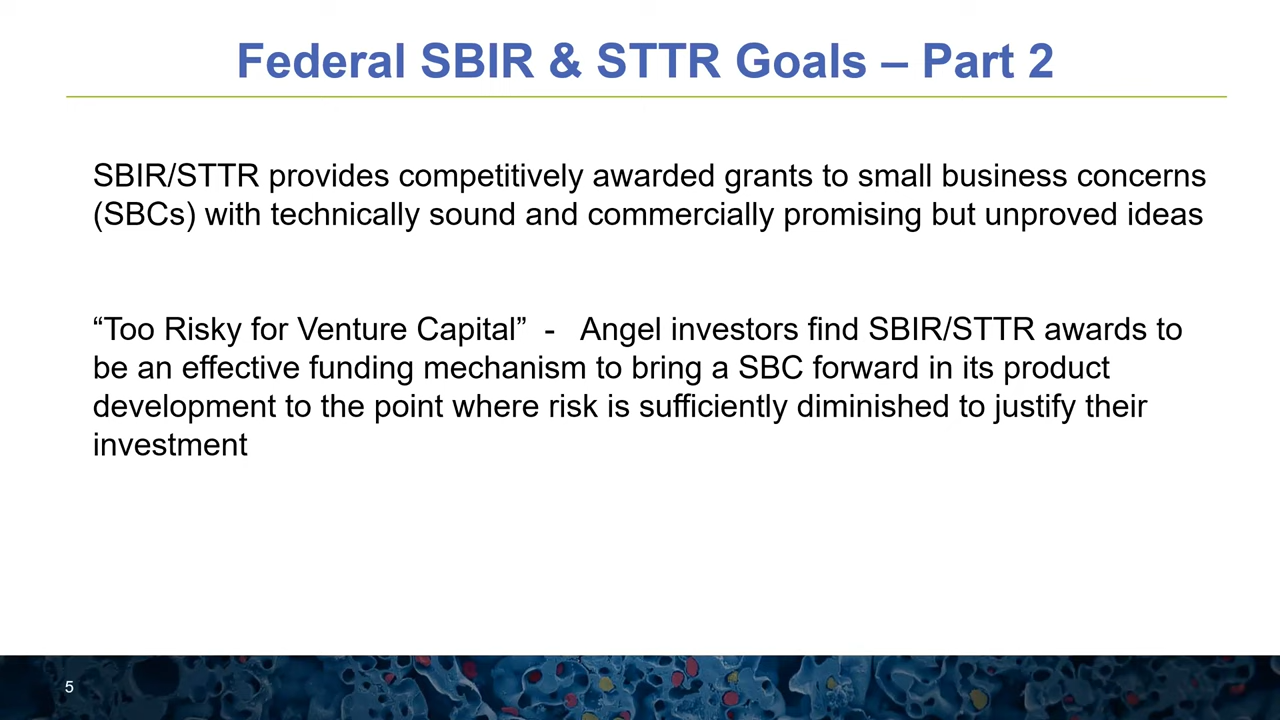 Federal SBIR & STTR Goals – Part 2
SBIR/STTR provides competitively awarded grants to small business concerns
(SBCs) with technically sound and commercially promising but unproved ideas
“Too Risky for Venture Capital”  -   Angel investors find SBIR/STTR awards to
be an effective funding mechanism to bring a SBC forward in its product
development to the point where risk is sufficiently diminished to justify their
investment
5